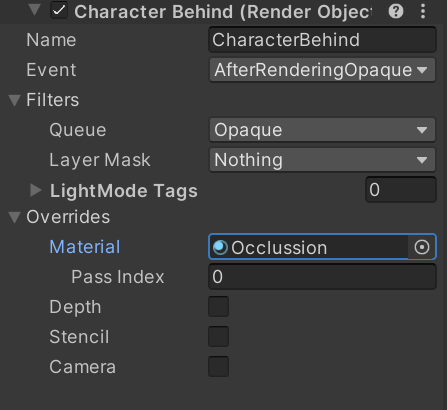 Character Behind (Render Objec
Name CharacterBehind
Event AfterRenderingOpaque
Filters
Queue Opaque
Layer Mask Nothing
LightMode Tags 0
Overrides
Material Occlussion
Pass Index 0
Depth
Stencil
Camera